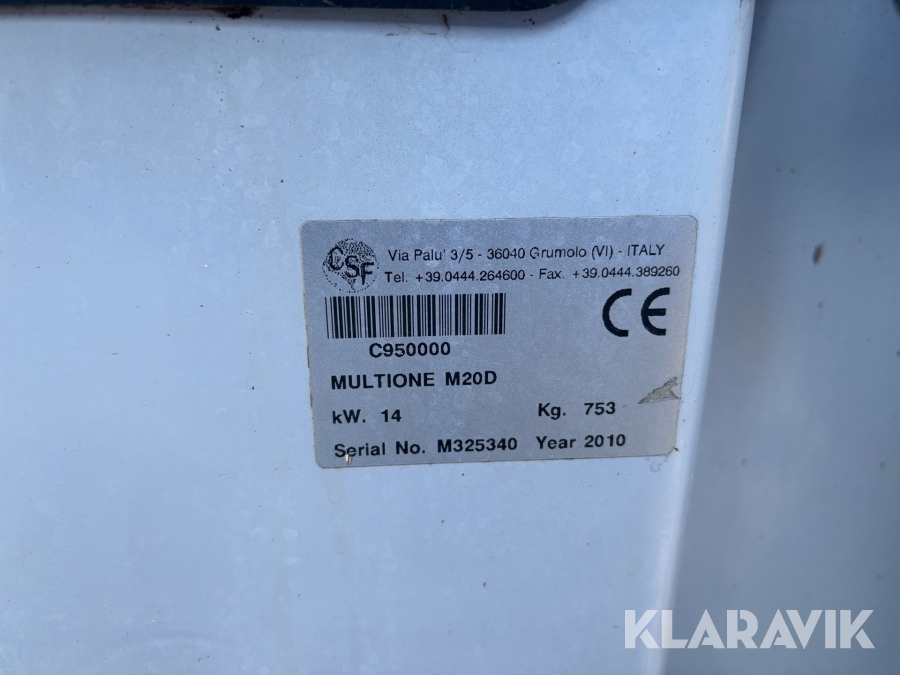 CSF
Via Palu' 3/5 - 36040 Grumolo (VI) - ITALY
Tel. +39.0444.264600 - Fax. +39.0444.389260
CE
C950000
MULTIONE M20D
kW. 14 Kg. 753
Serial No. M325340 Year 2010
KLARAVIK